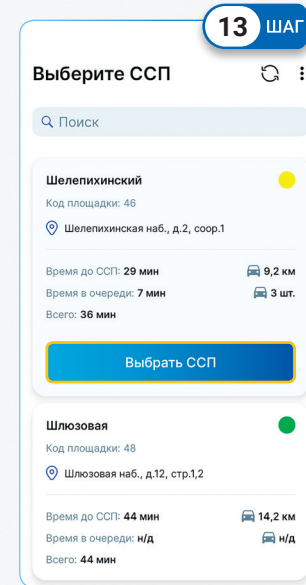 13 ШАГ
Выберите ССП
Поиск
Шелепихинский
Код площадки: 46
Шелепихинская наб., д.2, соор.1
Время до ССП: 29 мин 9,2 км
Время в очереди: 7 мин 3 шт.
Всего: 36 мин
Выбрать ССП
Шлюзовая
Код площадки: 48
Шлюзовая наб., д.12, стр.1,2
Время до ССП: 44 мин 14,2 км
Время в очереди: н/д н/д
Всего: 44 мин